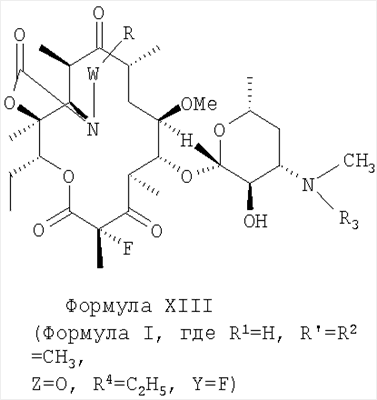 O
R
O
W
O
N
OMe
H
O
O
O
CH₃
N
OH
R₃
O
O
F
O
Формула XIII
(Формула I, где R¹=H, R'=R²
=CH₃,
Z=O, R⁴=C₂H₅, Y=F)